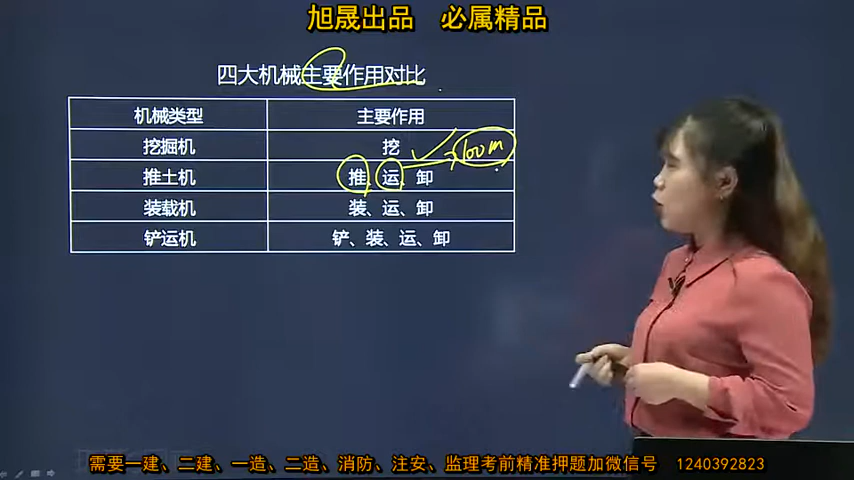 旭晟出品 必属精品
四大机械主要作用对比
机械类型 主要作用
挖掘机 挖
100m
推土机 推、运、卸
装载机 装、运、卸
铲运机 铲、装、运、卸
需要一建、二建、一造、二造、消防、注安、监理考前精准押题加微信号 1240392823